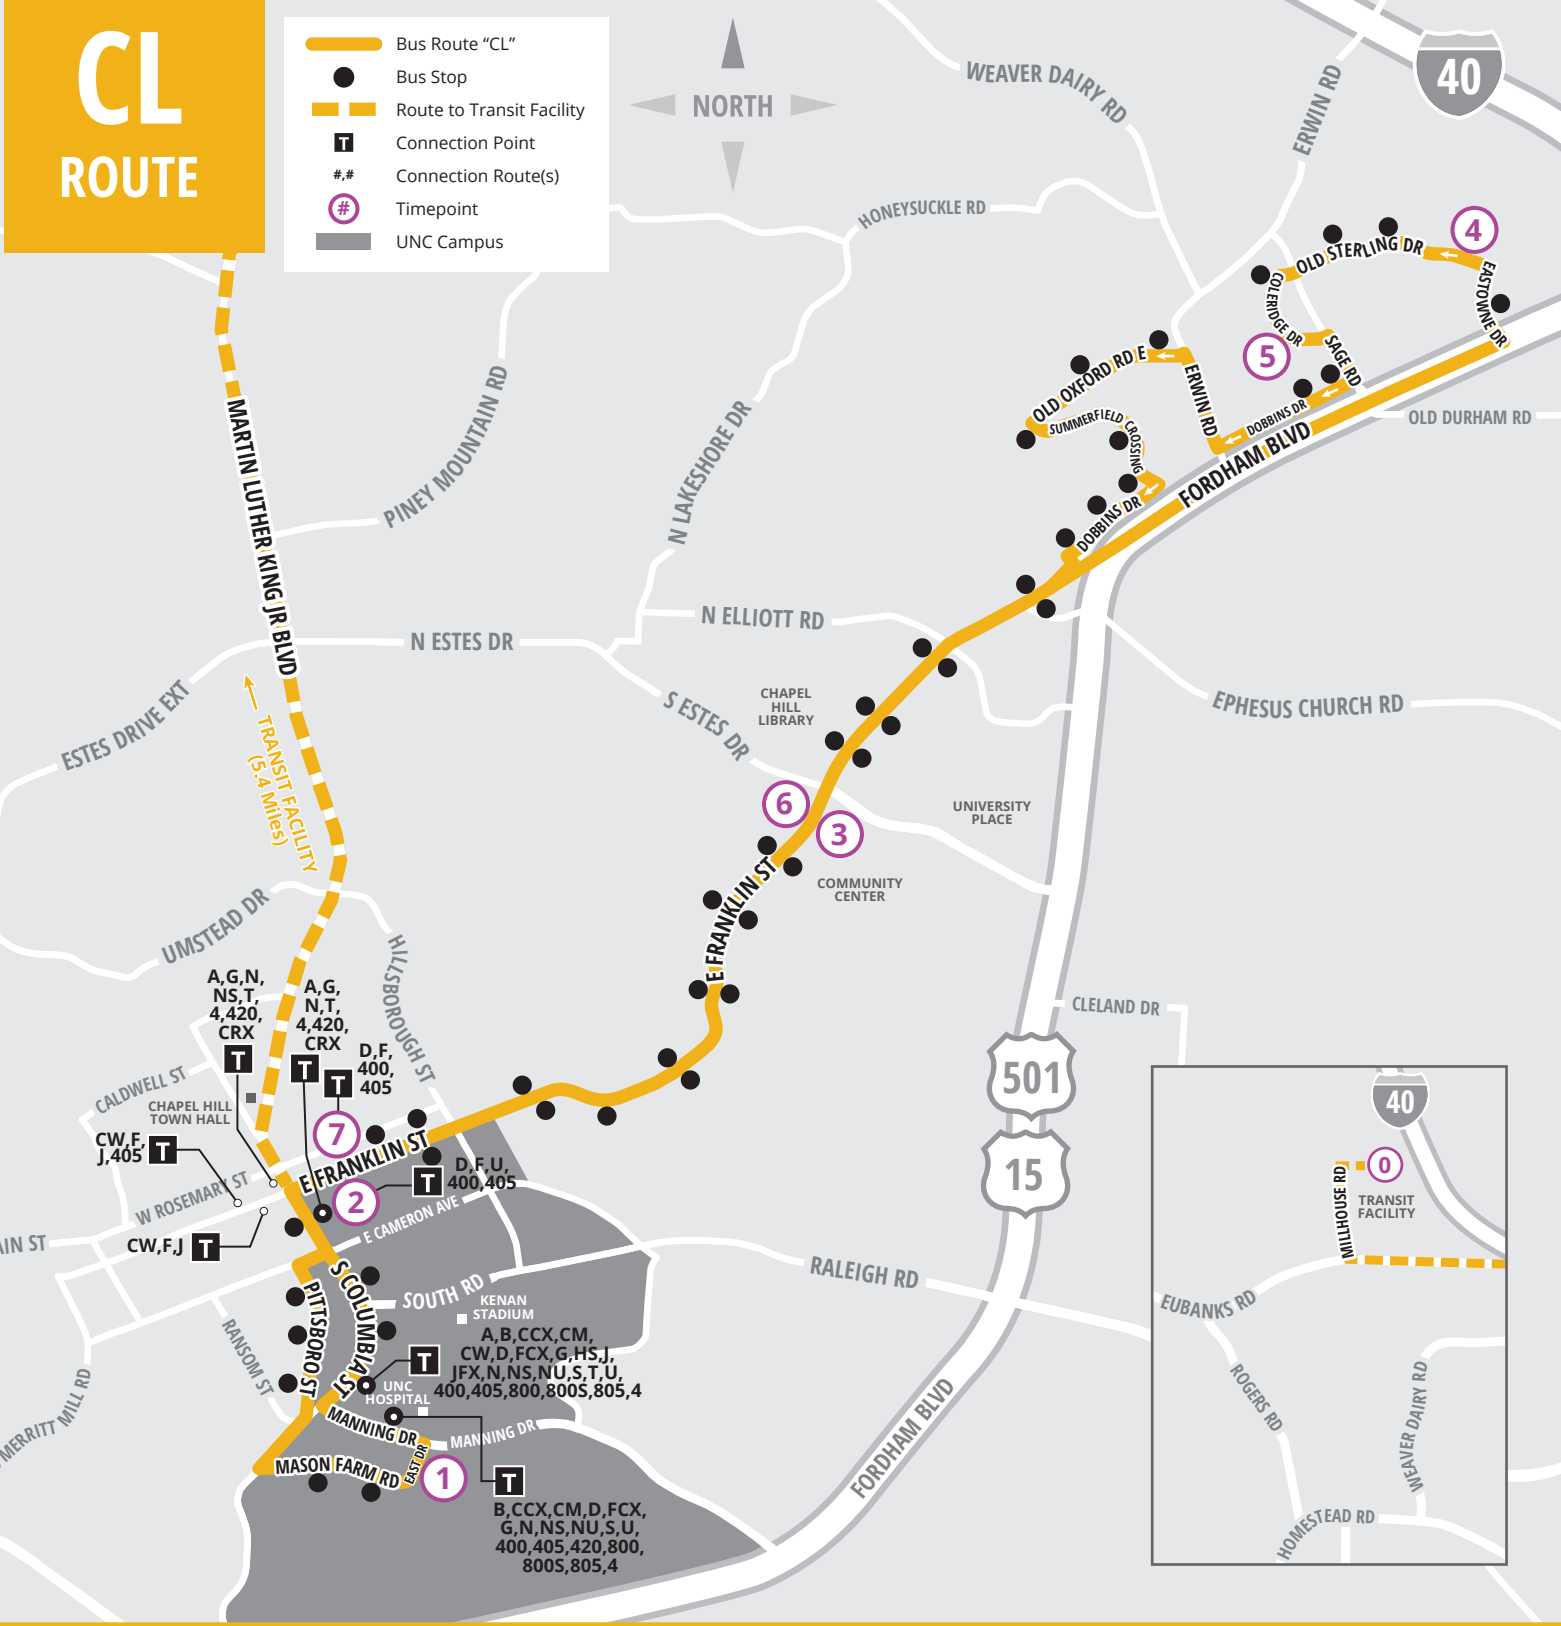 CL
ROUTE
Bus Route “CL”
Bus Stop
Route to Transit Facility
T
Connection Point
#,#
Connection Route(s)
#
Timepoint
UNC Campus
NORTH
WEAVER DAIRY RD
ERWIN RD
40
HONEYSUCKLE RD
4
OLD STERLING DR
EASTOWNE DR
COLERIDGE DR
5
SAGE RD
OLD OXFORD RD E
ERWIN RD
DOBBINS DR
OLD DURHAM RD
SUMMERFIELD CROSSING
FORDHAM BLVD
DOBBINS DR
PINEY MOUNTAIN RD
N LAKESHORE DR
MARTIN LUTHER KING JR BLVD
N ELLIOTT RD
N ESTES DR
ESTES DRIVE EXT
S ESTES DR
CHAPEL
HILL
LIBRARY
EPHESUS CHURCH RD
TRANSIT FACILITY
(5.4 Miles)
6
3
UNIVERSITY
PLACE
COMMUNITY
CENTER
E FRANKLIN ST
UMSTEAD DR
HILLSBOROUGH ST
A,G,N,
NS,T,
4,420,
CRX
T
A,G,
N,T,
4,420,
CRX
T
D,F,
400,
405
T
CLELAND DR
501
15
CALDWELL ST
CHAPEL HILL
TOWN HALL
7
CW,F,
J,405
T
E FRANKLIN ST
D,F,U,
400,405
T
2
W ROSEMARY ST
E CAMERON AVE
CW,F,J
T
AIN ST
RALEIGH RD
S COLUMBIA ST
SOUTH RD
KENAN
STADIUM
PITTSBORO ST
RANSOM ST
T
A,B,CCX,CM,
CW,D,FCX,G,HS,J,
JFX,N,NS,NU,S,T,U,
400,405,800,800S,805,4
UNC
HOSPITAL
MERRITT MILL RD
MANNING DR
MANNING DR
EAST DR
MASON FARM RD
1
T
B,CCX,CM,D,FCX,
G,N,NS,NU,S,U,
400,405,420,800,
800S,805,4
FORDHAM BLVD
40
0
TRANSIT
FACILITY
MILLHOUSE RD
EUBANKS RD
ROGERS RD
WEAVER DAIRY RD
HOMESTEAD RD